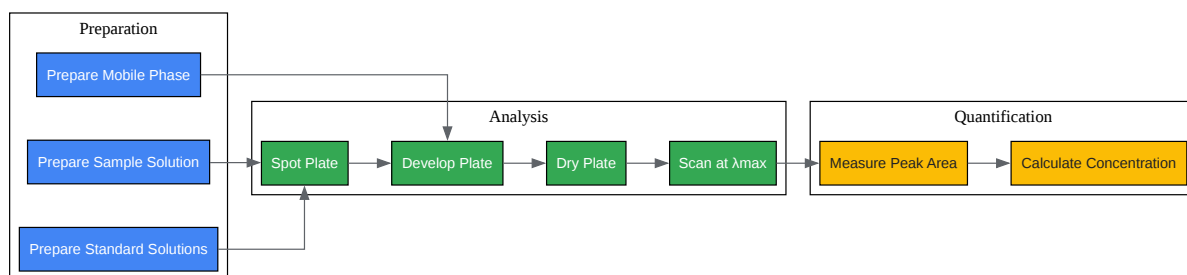 Preparation
Prepare Mobile Phase
Prepare Sample Solution
Prepare Standard Solutions
Analysis
Spot Plate
Develop Plate
Dry Plate
Scan at λmax
Quantification
Measure Peak Area
Calculate Concentration